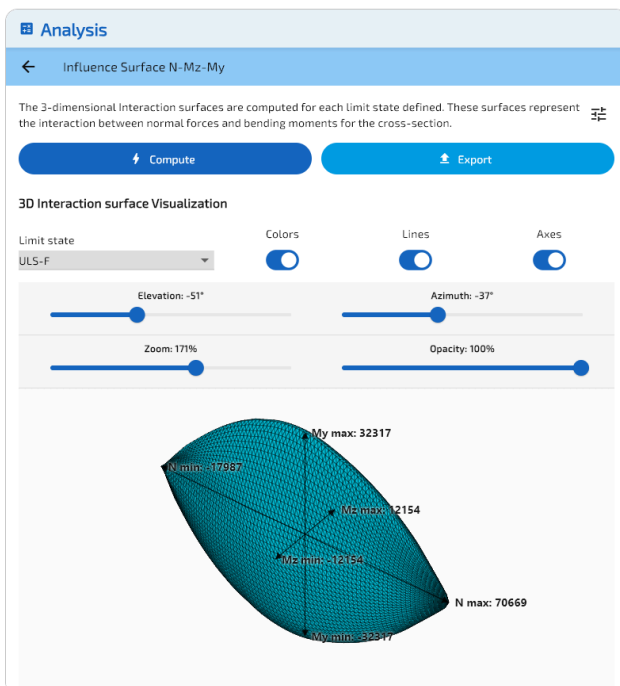 Analysis
Influence Surface N-Mz-My
The 3-dimensional Interaction surfaces are computed for each limit state defined. These surfaces represent
the interaction between normal forces and bending moments for the cross-section.
Compute
Export
3D Interaction surface Visualization
Limit state
ULS-F
Colors
Lines
Axes
Elevation: -51°
Azimuth: -37°
Zoom: 171%
Opacity: 100%
My max: 32317
N min: -17987
Mz max: 12154
Mz min: -12154
N max: 70669
My min: -32317